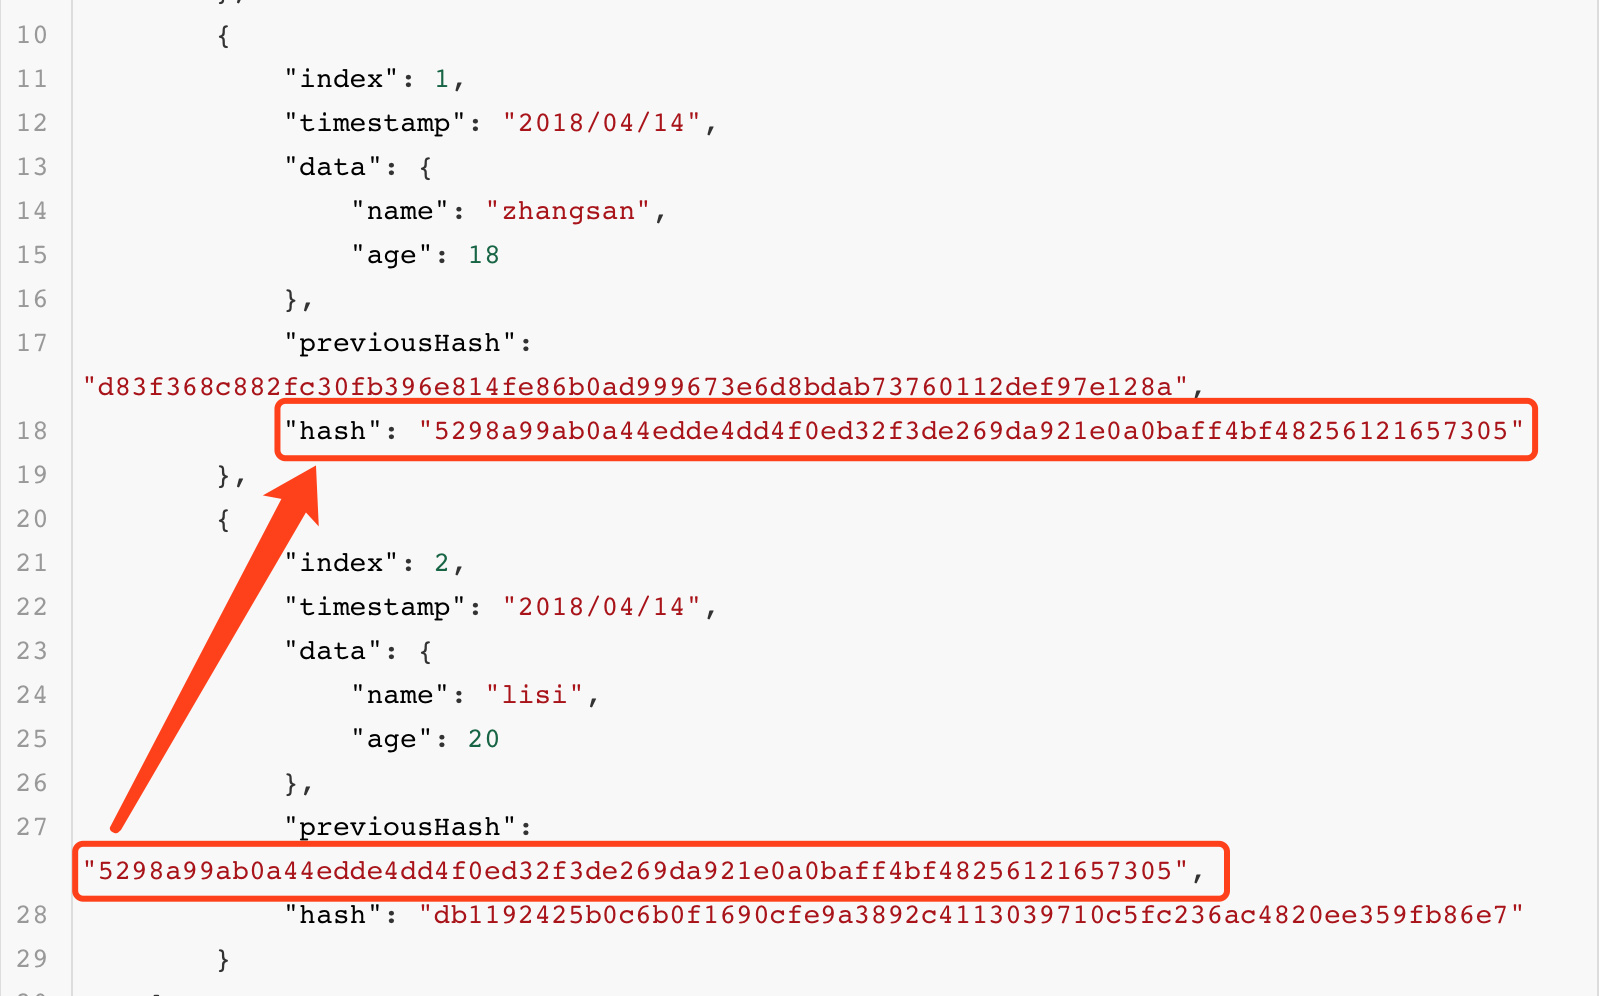 10 {
11 "index": 1,
12 "timestamp": "2018/04/14",
13 "data": {
14 "name": "zhangsan",
15 "age": 18
16 },
17 "previousHash":
"d83f368c882fc30fb396e814fe86b0ad999673e6d8bdab73760112def97e128a",
18 "hash": "5298a99ab0a44edde4dd4f0ed32f3de269da921e0a0baff4bf48256121657305"
19 },
20 {
21 "index": 2,
22 "timestamp": "2018/04/14",
23 "data": {
24 "name": "lisi",
25 "age": 20
26 },
27 "previousHash":
"5298a99ab0a44edde4dd4f0ed32f3de269da921e0a0baff4bf48256121657305",
28 "hash": "db1192425b0c6b0f1690cfe9a3892c4113039710c5fc236ac4820ee359fb86e7"
29 }